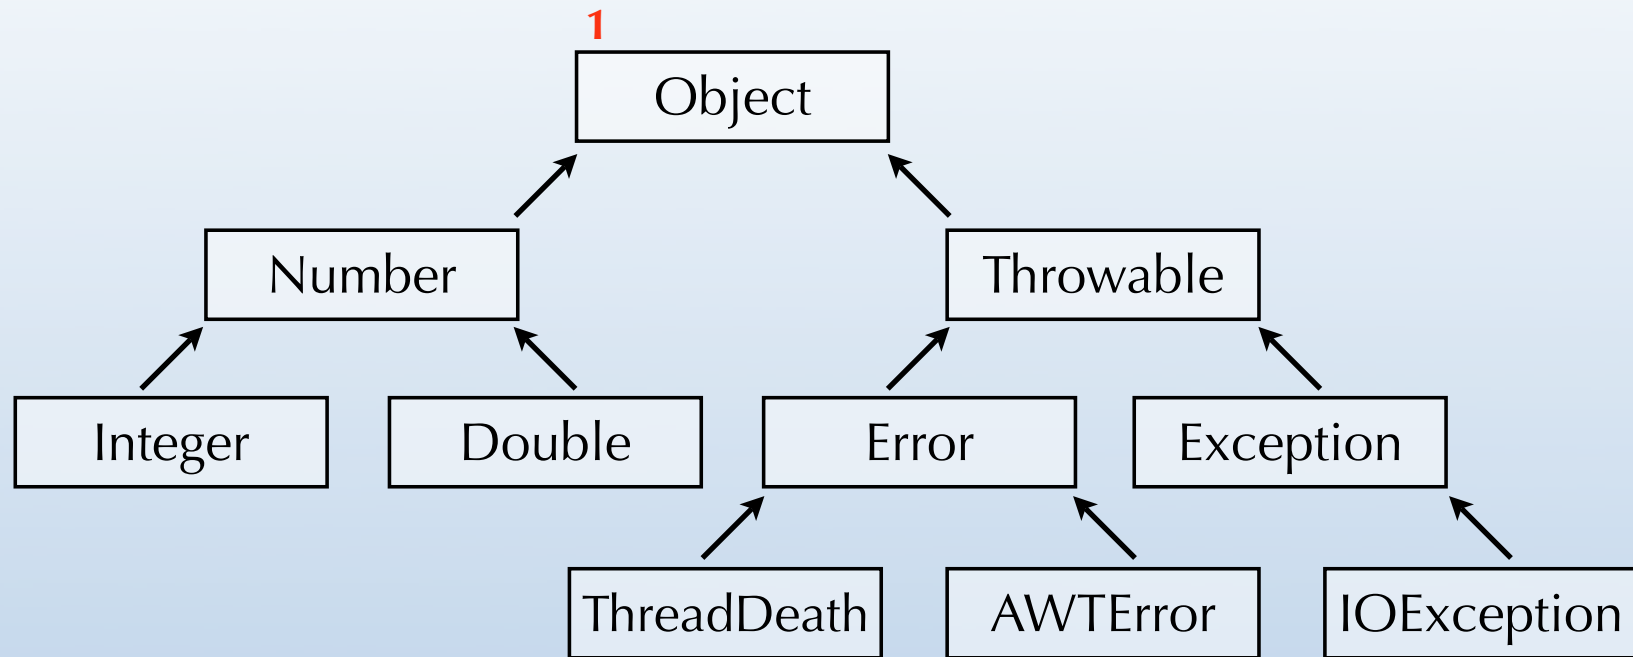 1
Object
Number
Throwable
Integer
Double
Error
Exception
ThreadDeath
AWTError
IOException